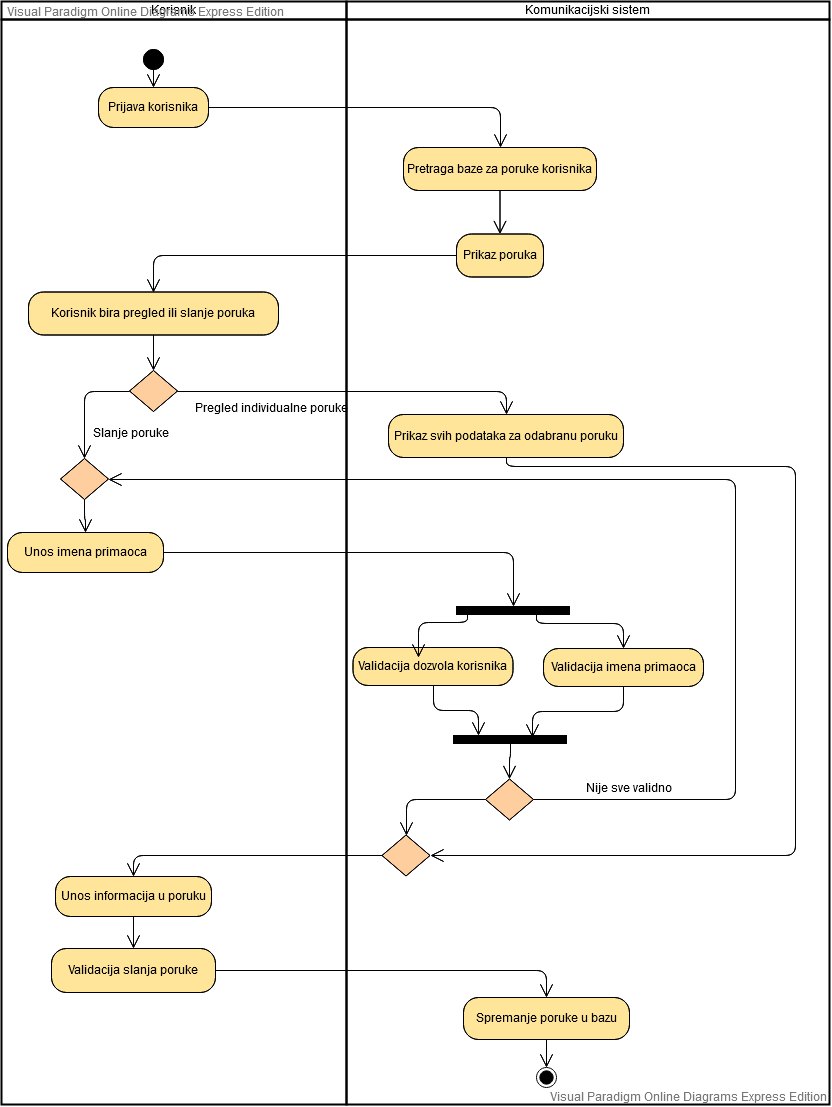 Visual Paradigm Online Diagrams Express Edition
Korisnik
Komunikacijski sistem
Prijava korisnika
Pretraga baze za poruke korisnika
Prikaz poruka
Korisnik bira pregled ili slanje poruka
Pregled individualne poruke
Slanje poruke
Prikaz svih podataka za odabranu poruku
Unos imena primaoca
Validacija dozvola korisnika
Validacija imena primaoca
Nije sve validno
Unos informacija u poruku
Validacija slanja poruke
Spremanje poruke u bazu
Visual Paradigm Online Diagrams Express Edition